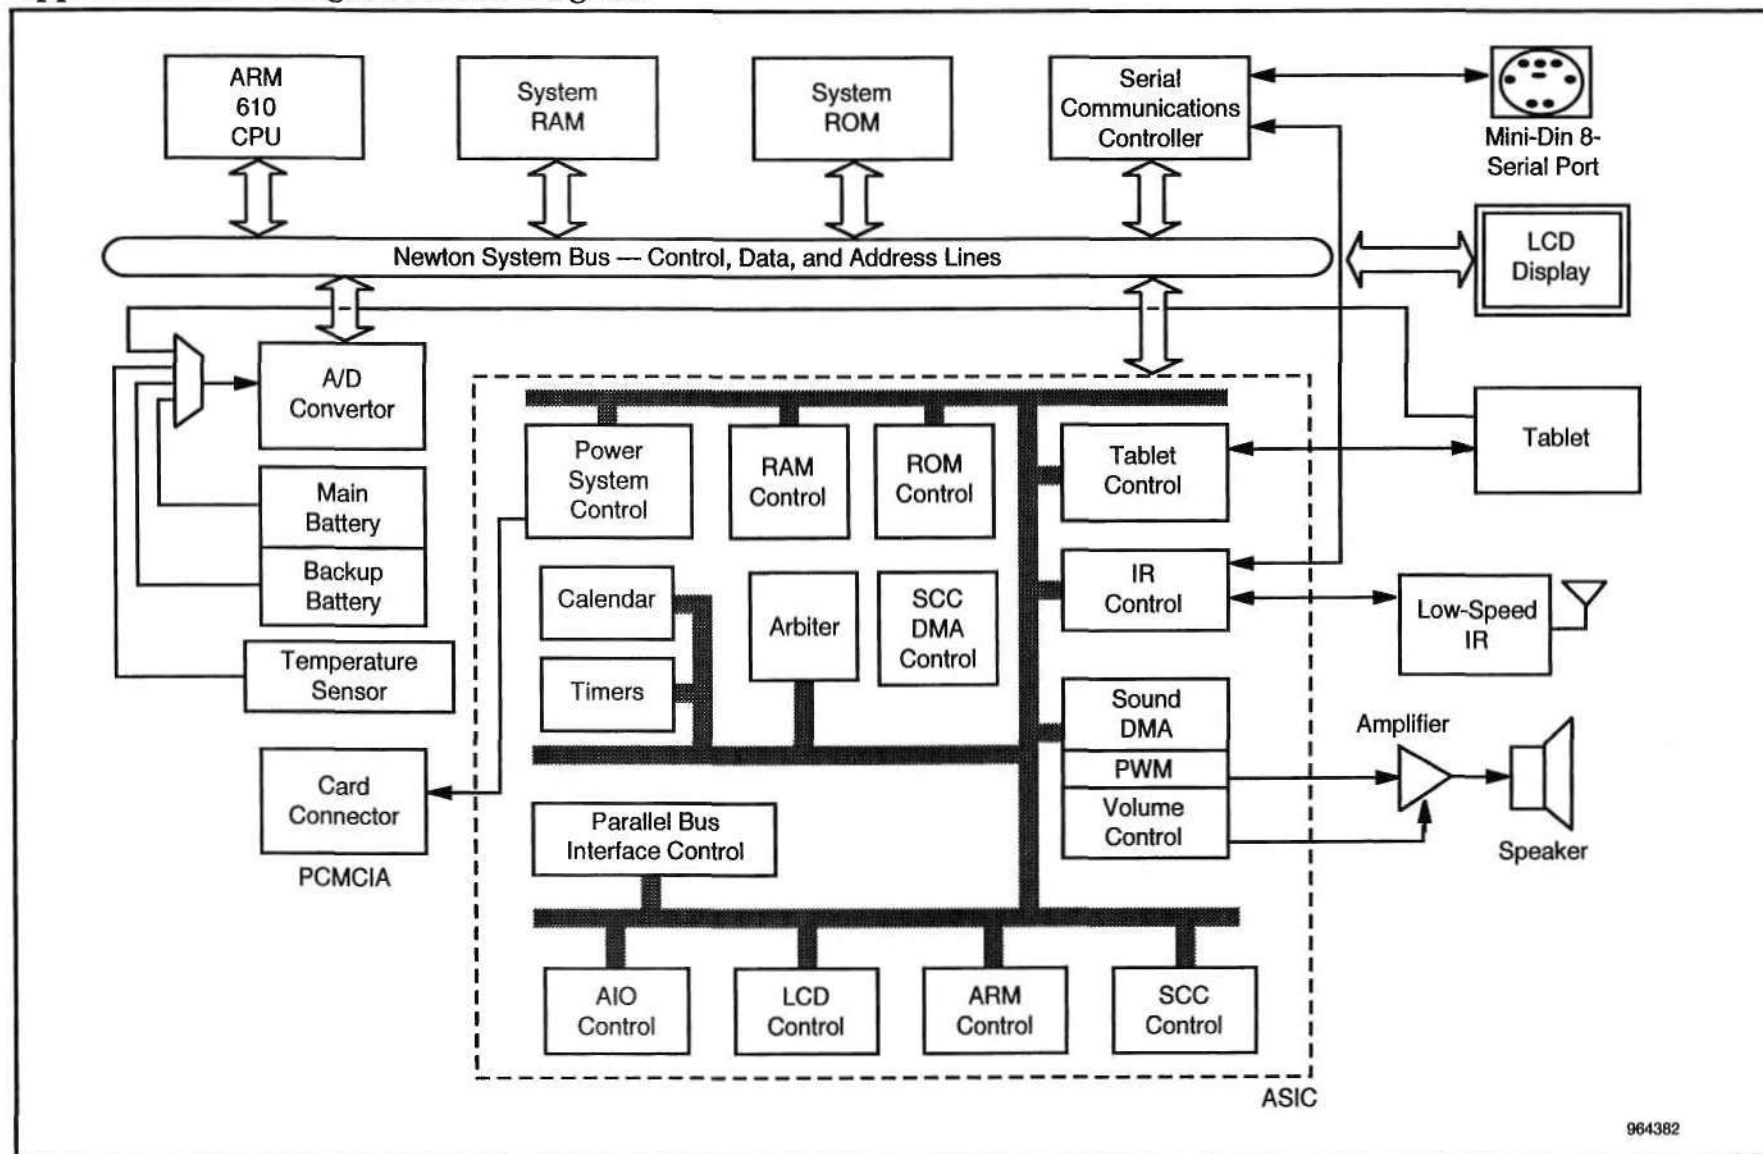 ARM
610
CPU
System
RAM
System
ROM
Serial
Communications
Controller
Mini-Din 8-
Serial Port
Newton System Bus — Control, Data, and Address Lines
LCD
Display
A/D
Convertor
Main
Battery
Backup
Battery
Temperature
Sensor
Card
Connector
PCMCIA
Power
System
Control
RAM
Control
ROM
Control
Tablet
Control
Tablet
Calendar
Timers
Arbiter
SCC
DMA
Control
IR
Control
Low-Speed
IR
Sound
DMA
PWM
Volume
Control
Amplifier
Speaker
Parallel Bus
Interface Control
AIO
Control
LCD
Control
ARM
Control
SCC
Control
ASIC
964382